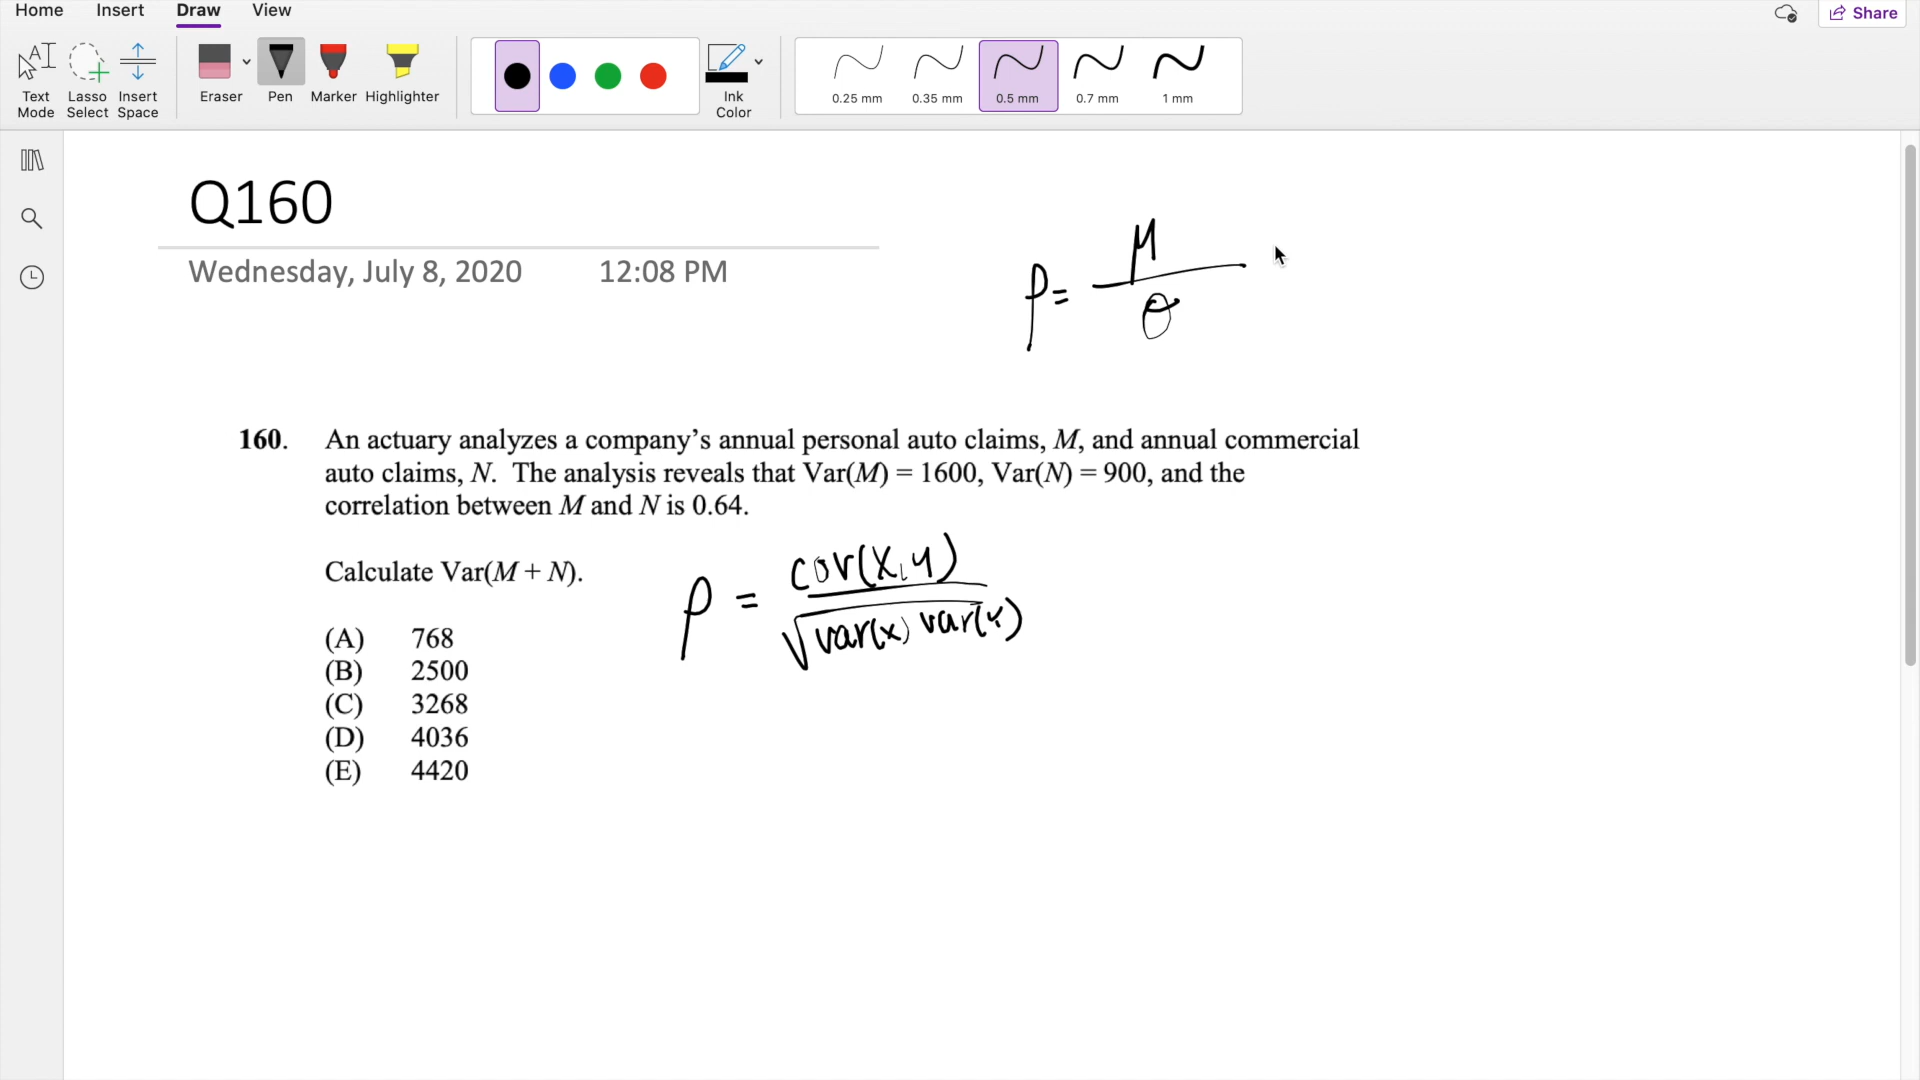 Home Insert Draw View
Share
Text Mode
Lasso Select
Insert Space
Eraser
Pen
Marker
Highlighter
Ink Color
0.25 mm
0.35 mm
0.5 mm
0.7 mm
1 mm
Q160
Wednesday, July 8, 2020 12:08 PM
ρ = μ
θ
160. An actuary analyzes a company’s annual personal auto claims, M, and annual commercial
auto claims, N. The analysis reveals that Var(M) = 1600, Var(N) = 900, and the
correlation between M and N is 0.64.
Calculate Var(M + N).
ρ = cov(x,y)
√var(x) var(y)
(A) 768
(B) 2500
(C) 3268
(D) 4036
(E) 4420